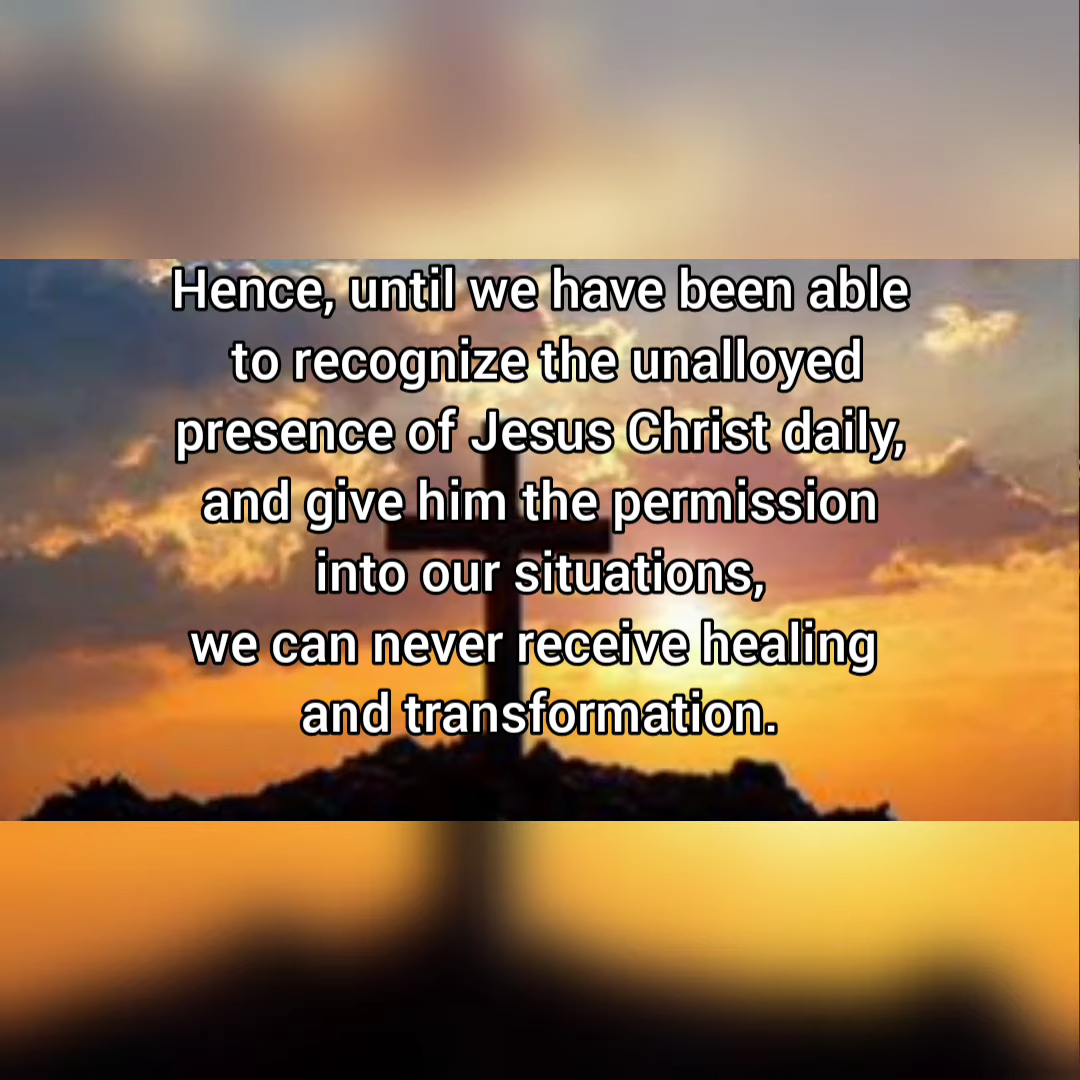 Hence, until we have been able
to recognize the unalloyed
presence of Jesus Christ daily,
and give him the permission
into our situations,
we can never receive healing
and transformation.